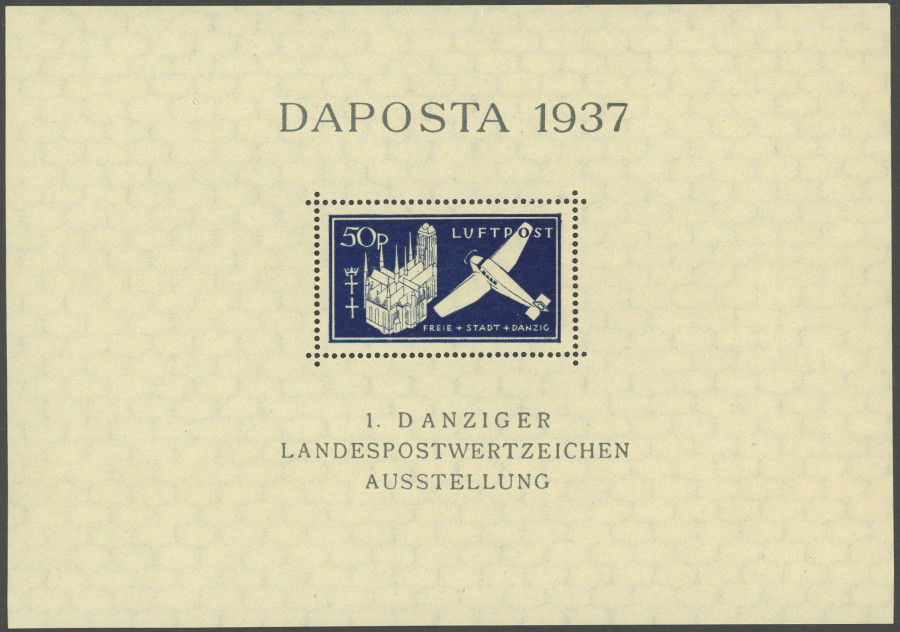 DAPOSTA 1937
50P
LUFTPOST
FREIE + STADT + DANZIG
1. DANZIGER
LANDESPOSTWERTZEICHEN
AUSSTELLUNG